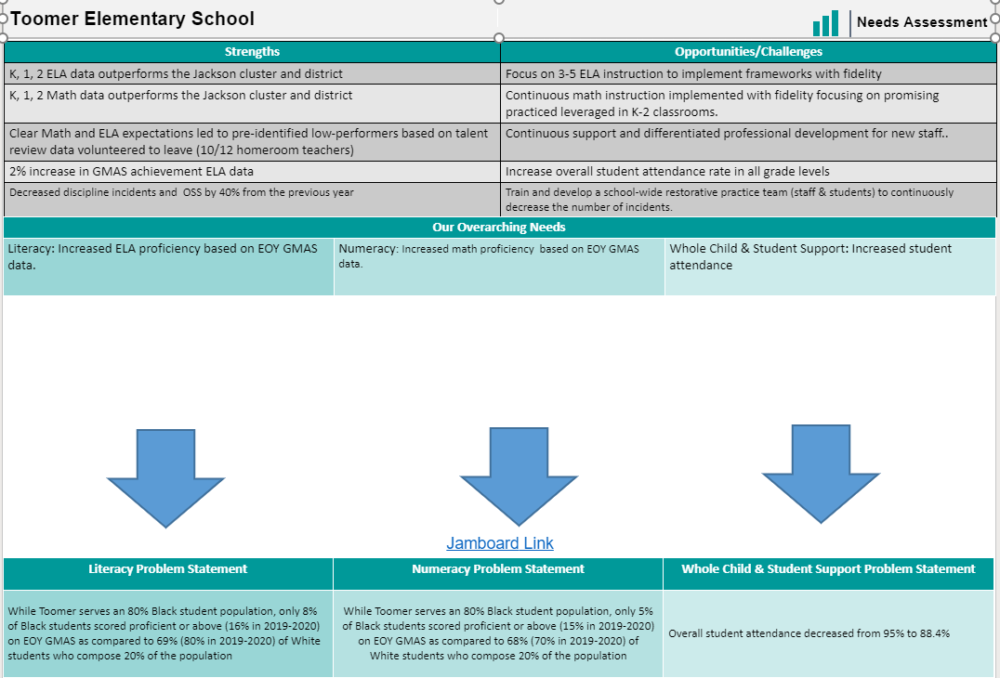 Toomer Elementary School
Needs Assessment
Strengths
Opportunities/Challenges
K, 1, 2 ELA data outperforms the Jackson cluster and district
Focus on 3-5 ELA instruction to implement frameworks with fidelity
K, 1, 2 Math data outperforms the Jackson cluster and district
Continuous math instruction implemented with fidelity focusing on promising
practiced leveraged in K-2 classrooms.
Clear Math and ELA expectations led to pre-identified low-performers based on talent
review data volunteered to leave (10/12 homeroom teachers)
Continuous support and differentiated professional development for new staff..
2% increase in GMAS achievement ELA data
Increase overall student attendance rate in all grade levels
Decreased discipline incidents and OSS by 40% from the previous year
Train and develop a school-wide restorative practice team (staff & students) to continuously
decrease the number of incidents.
Our Overarching Needs
Literacy: Increased ELA proficiency based on EOY GMAS
data.
Numeracy: Increased math proficiency based on EOY GMAS
data.
Whole Child & Student Support: Increased student
attendance
Jamboard Link
Literacy Problem Statement
Numeracy Problem Statement
Whole Child & Student Support Problem Statement
While Toomer serves an 80% Black student population, only 8%
of Black students scored proficient or above (16% in 2019-2020)
on EOY GMAS as compared to 69% (80% in 2019-2020) of White
students who compose 20% of the population
While Toomer serves an 80% Black student population, only 5%
of Black students scored proficient or above (15% in 2019-2020)
on EOY GMAS as compared to 68% (70% in 2019-2020) of
White students who compose 20% of the population
Overall student attendance decreased from 95% to 88.4%